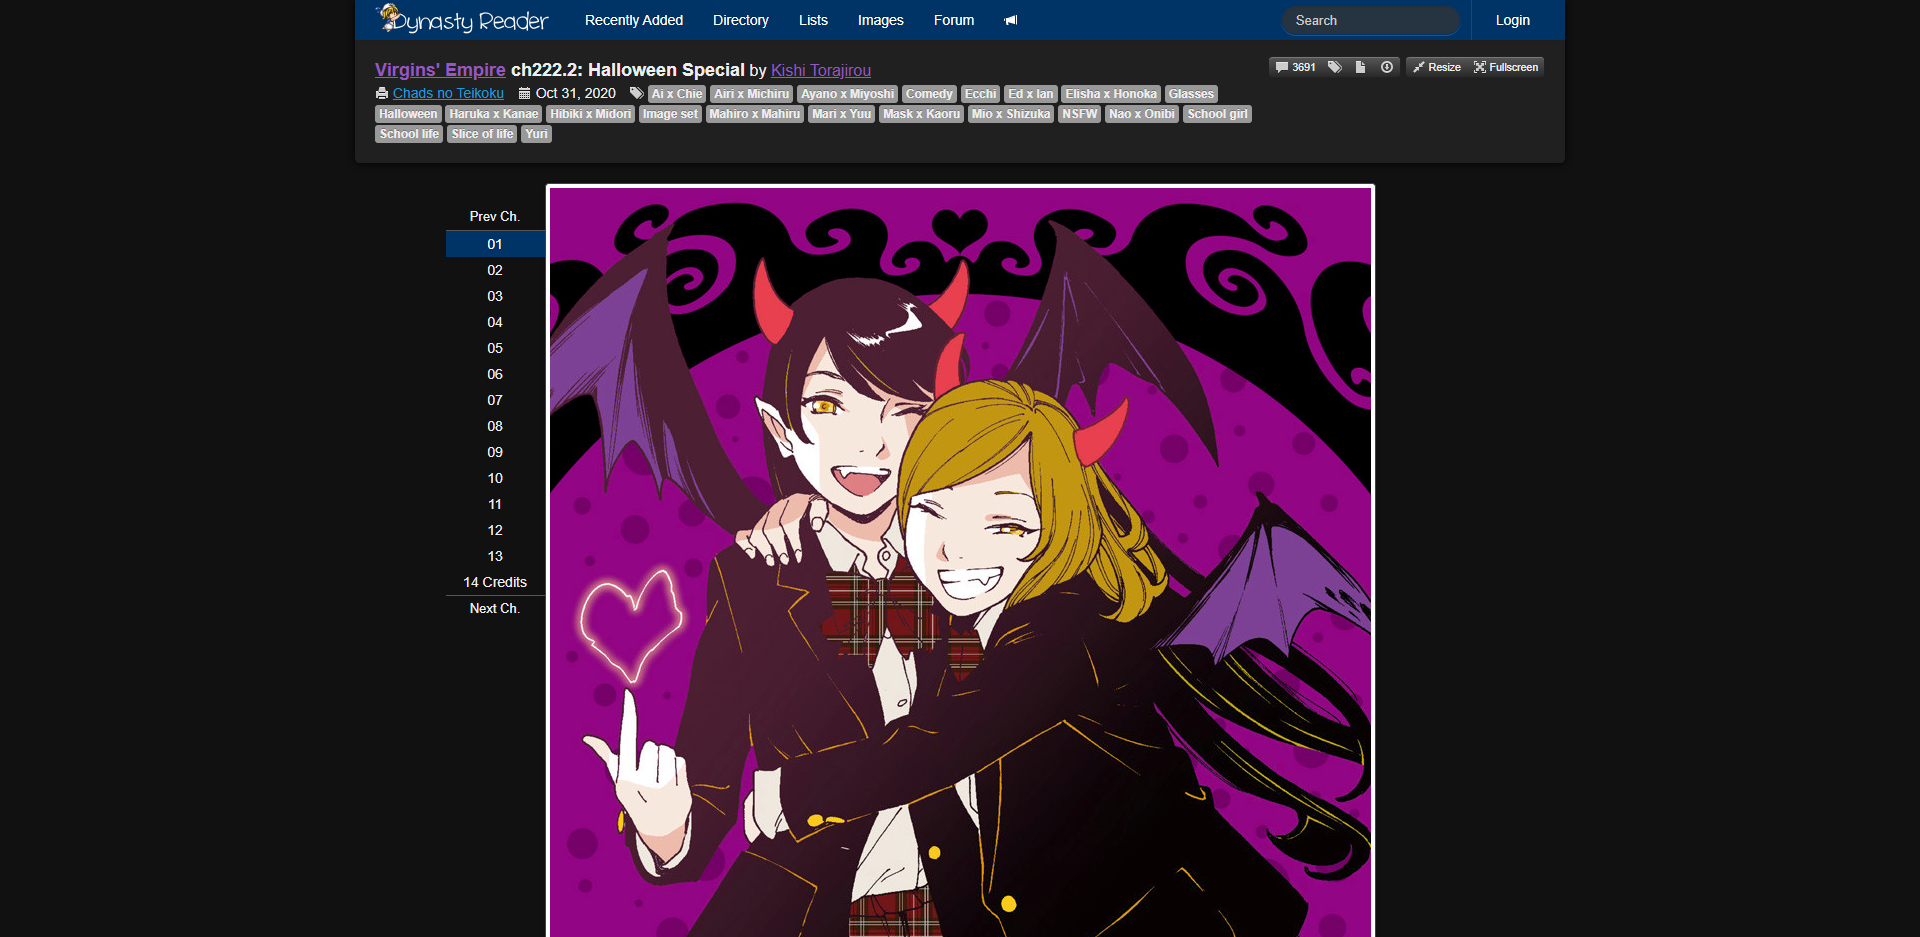 Dynasty Reader Recently Added Directory Lists Images Forum Search Login
Virgins' Empire ch222.2: Halloween Special by Kishi Torajirou 3691 Resize Fullscreen
Chads no Teikoku Oct 31, 2020 Ai x Chie Airi x Michiru Ayano x Miyoshi Comedy Ecchi Ed x Ian Elisha x Honoka Glasses
Halloween Haruka x Kanae Hibiki x Midori Image set Mahiro x Mahiru Mari x Yuu Mask x Kaoru Mio x Shizuka NSFW Nao x Onibi School girl
School life Slice of life Yuri
Prev Ch.
01
02
03
04
05
06
07
08
09
10
11
12
13
14 Credits
Next Ch.